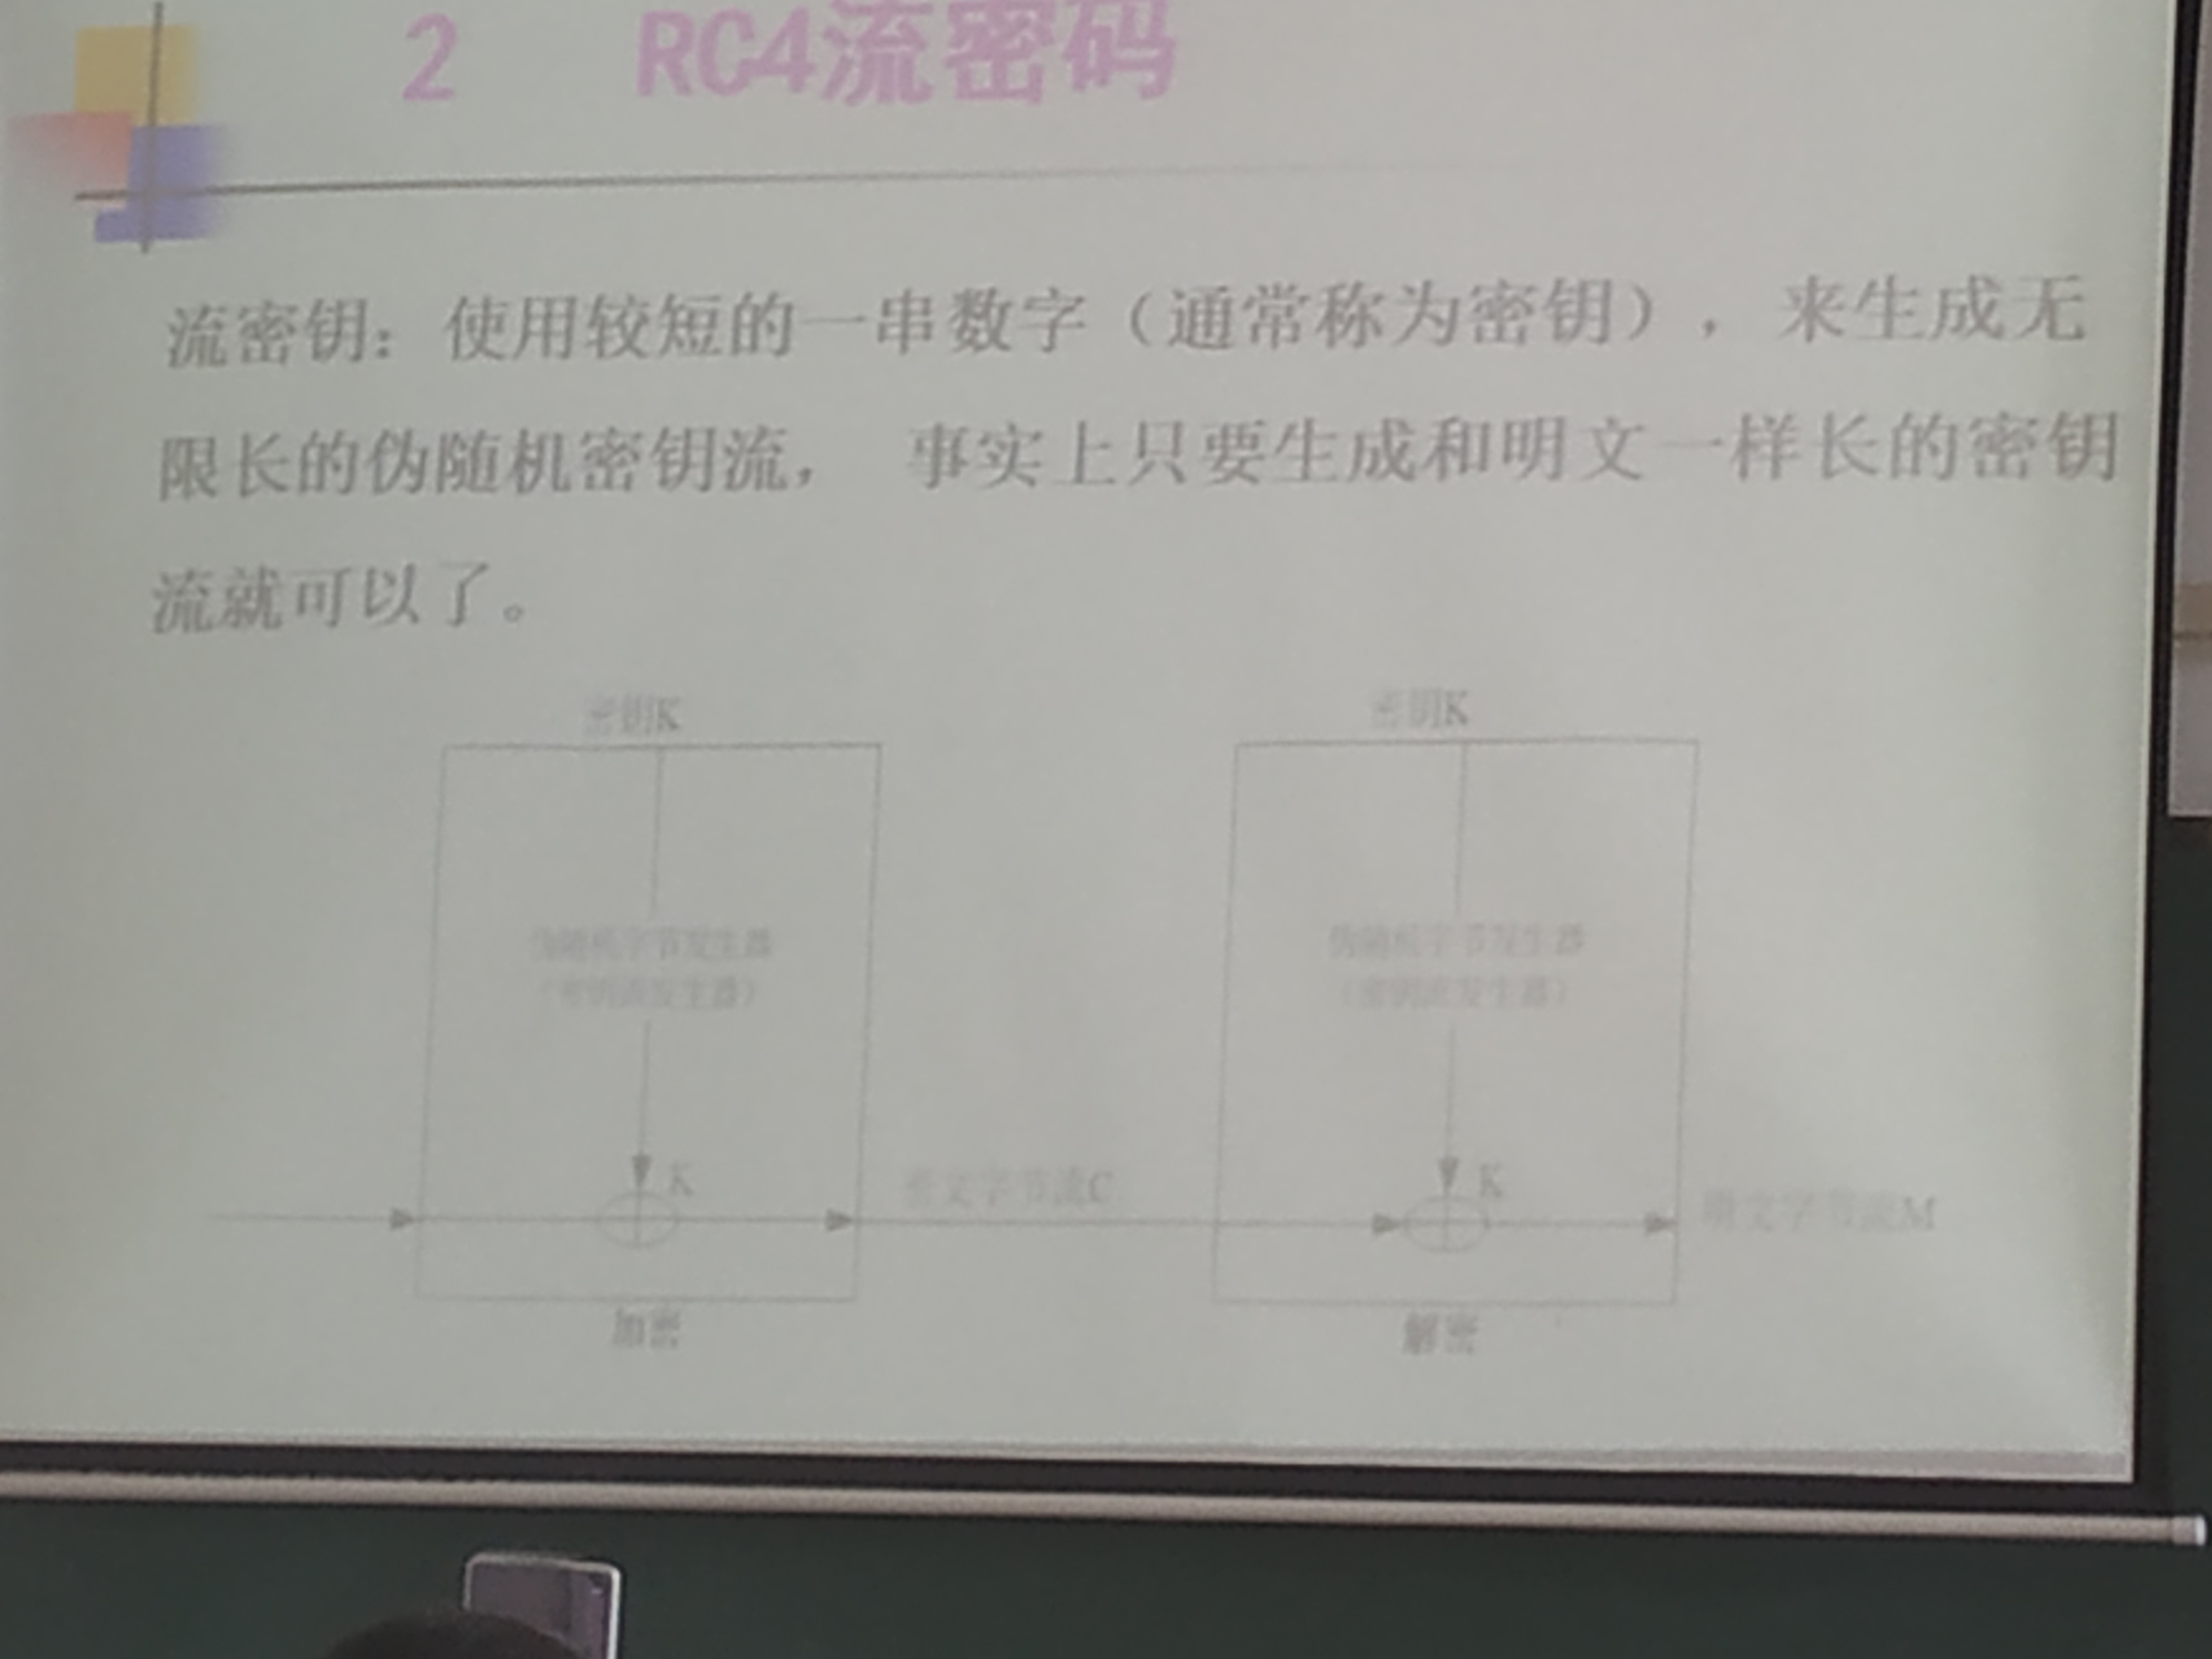 2 RC4流密码
流密钥：使用较短的一串数字（通常称为密钥），来生成无
限长的伪随机密钥流， 事实上只要生成和明文一样长的密钥
流就可以了。
密钥K 密钥K
伪随机字节发生器 伪随机字节发生器
（密钥流发生器） （密钥流发生器）
K 密文字节流C K 明文字节流M
加密 解密